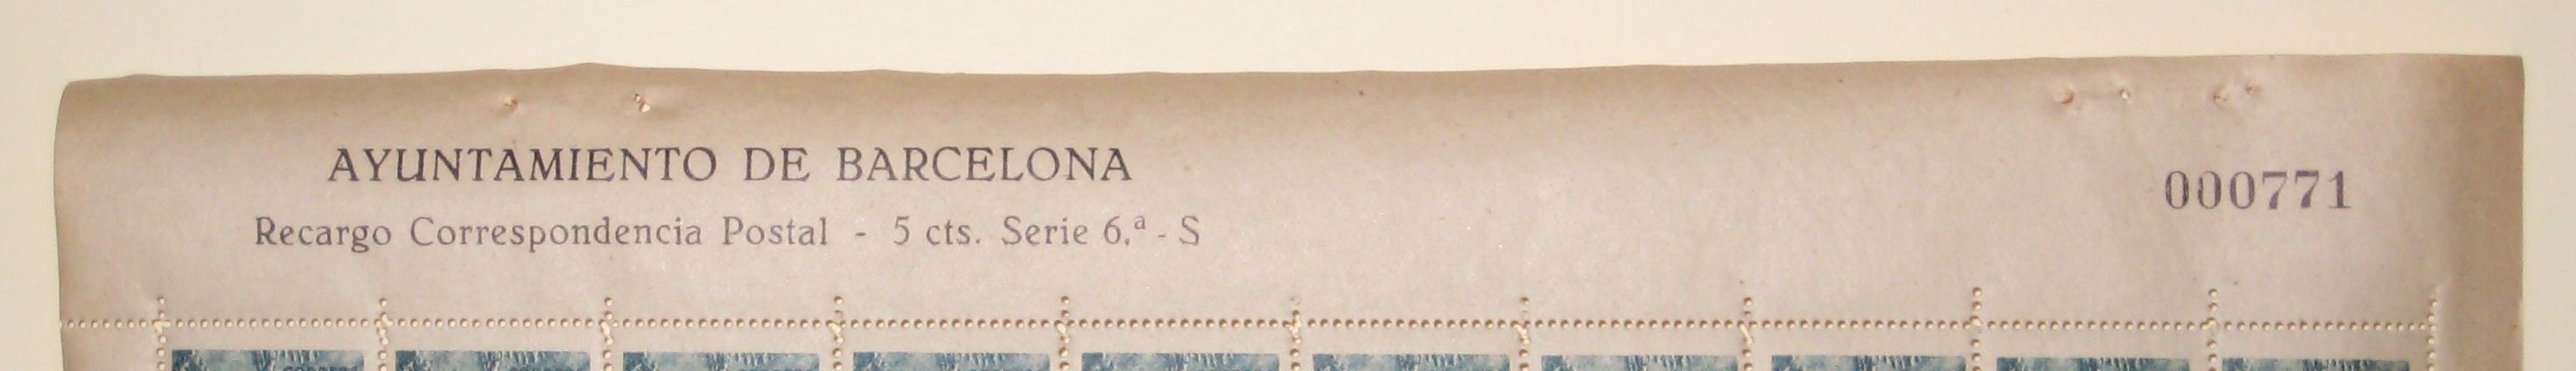 AYUNTAMIENTO DE BARCELONA
Recargo Correspondencia Postal - 5 cts. Serie 6.ª - S
000771